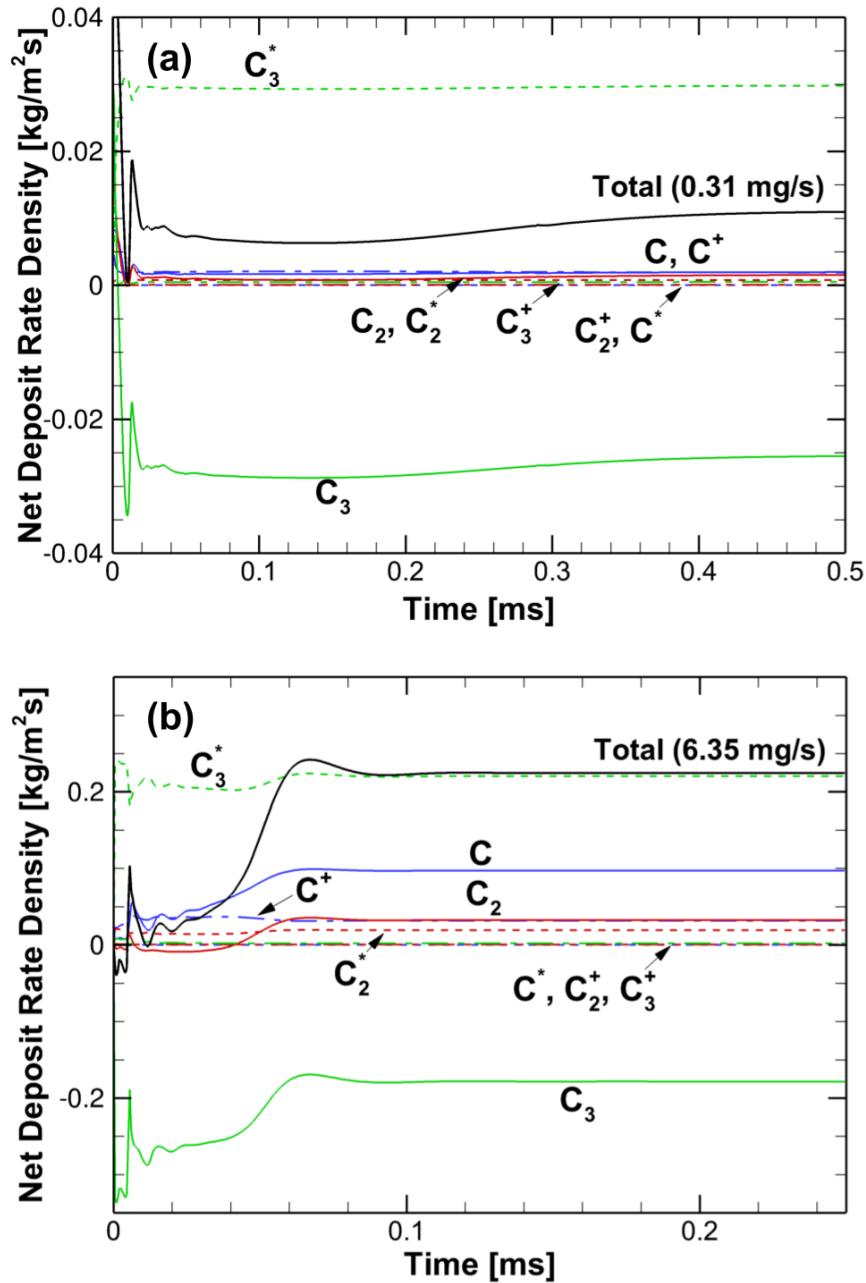 (a)
Net Deposit Rate Density [kg/m²s]
0.04
0.02
0
-0.02
-0.04
C₃*
Total (0.31 mg/s)
C, C⁺
C₂, C₂*
C₃⁺
C₂⁺, C*
C₃
0 0.1 0.2 0.3 0.4 0.5
Time [ms]
(b)
Net Deposit Rate Density [kg/m²s]
0.2
0
-0.2
C₃*
Total (6.35 mg/s)
C
C⁺
C₂
C₂*
C*, C₂⁺, C₃⁺
C₃
0 0.1 0.2
Time [ms]